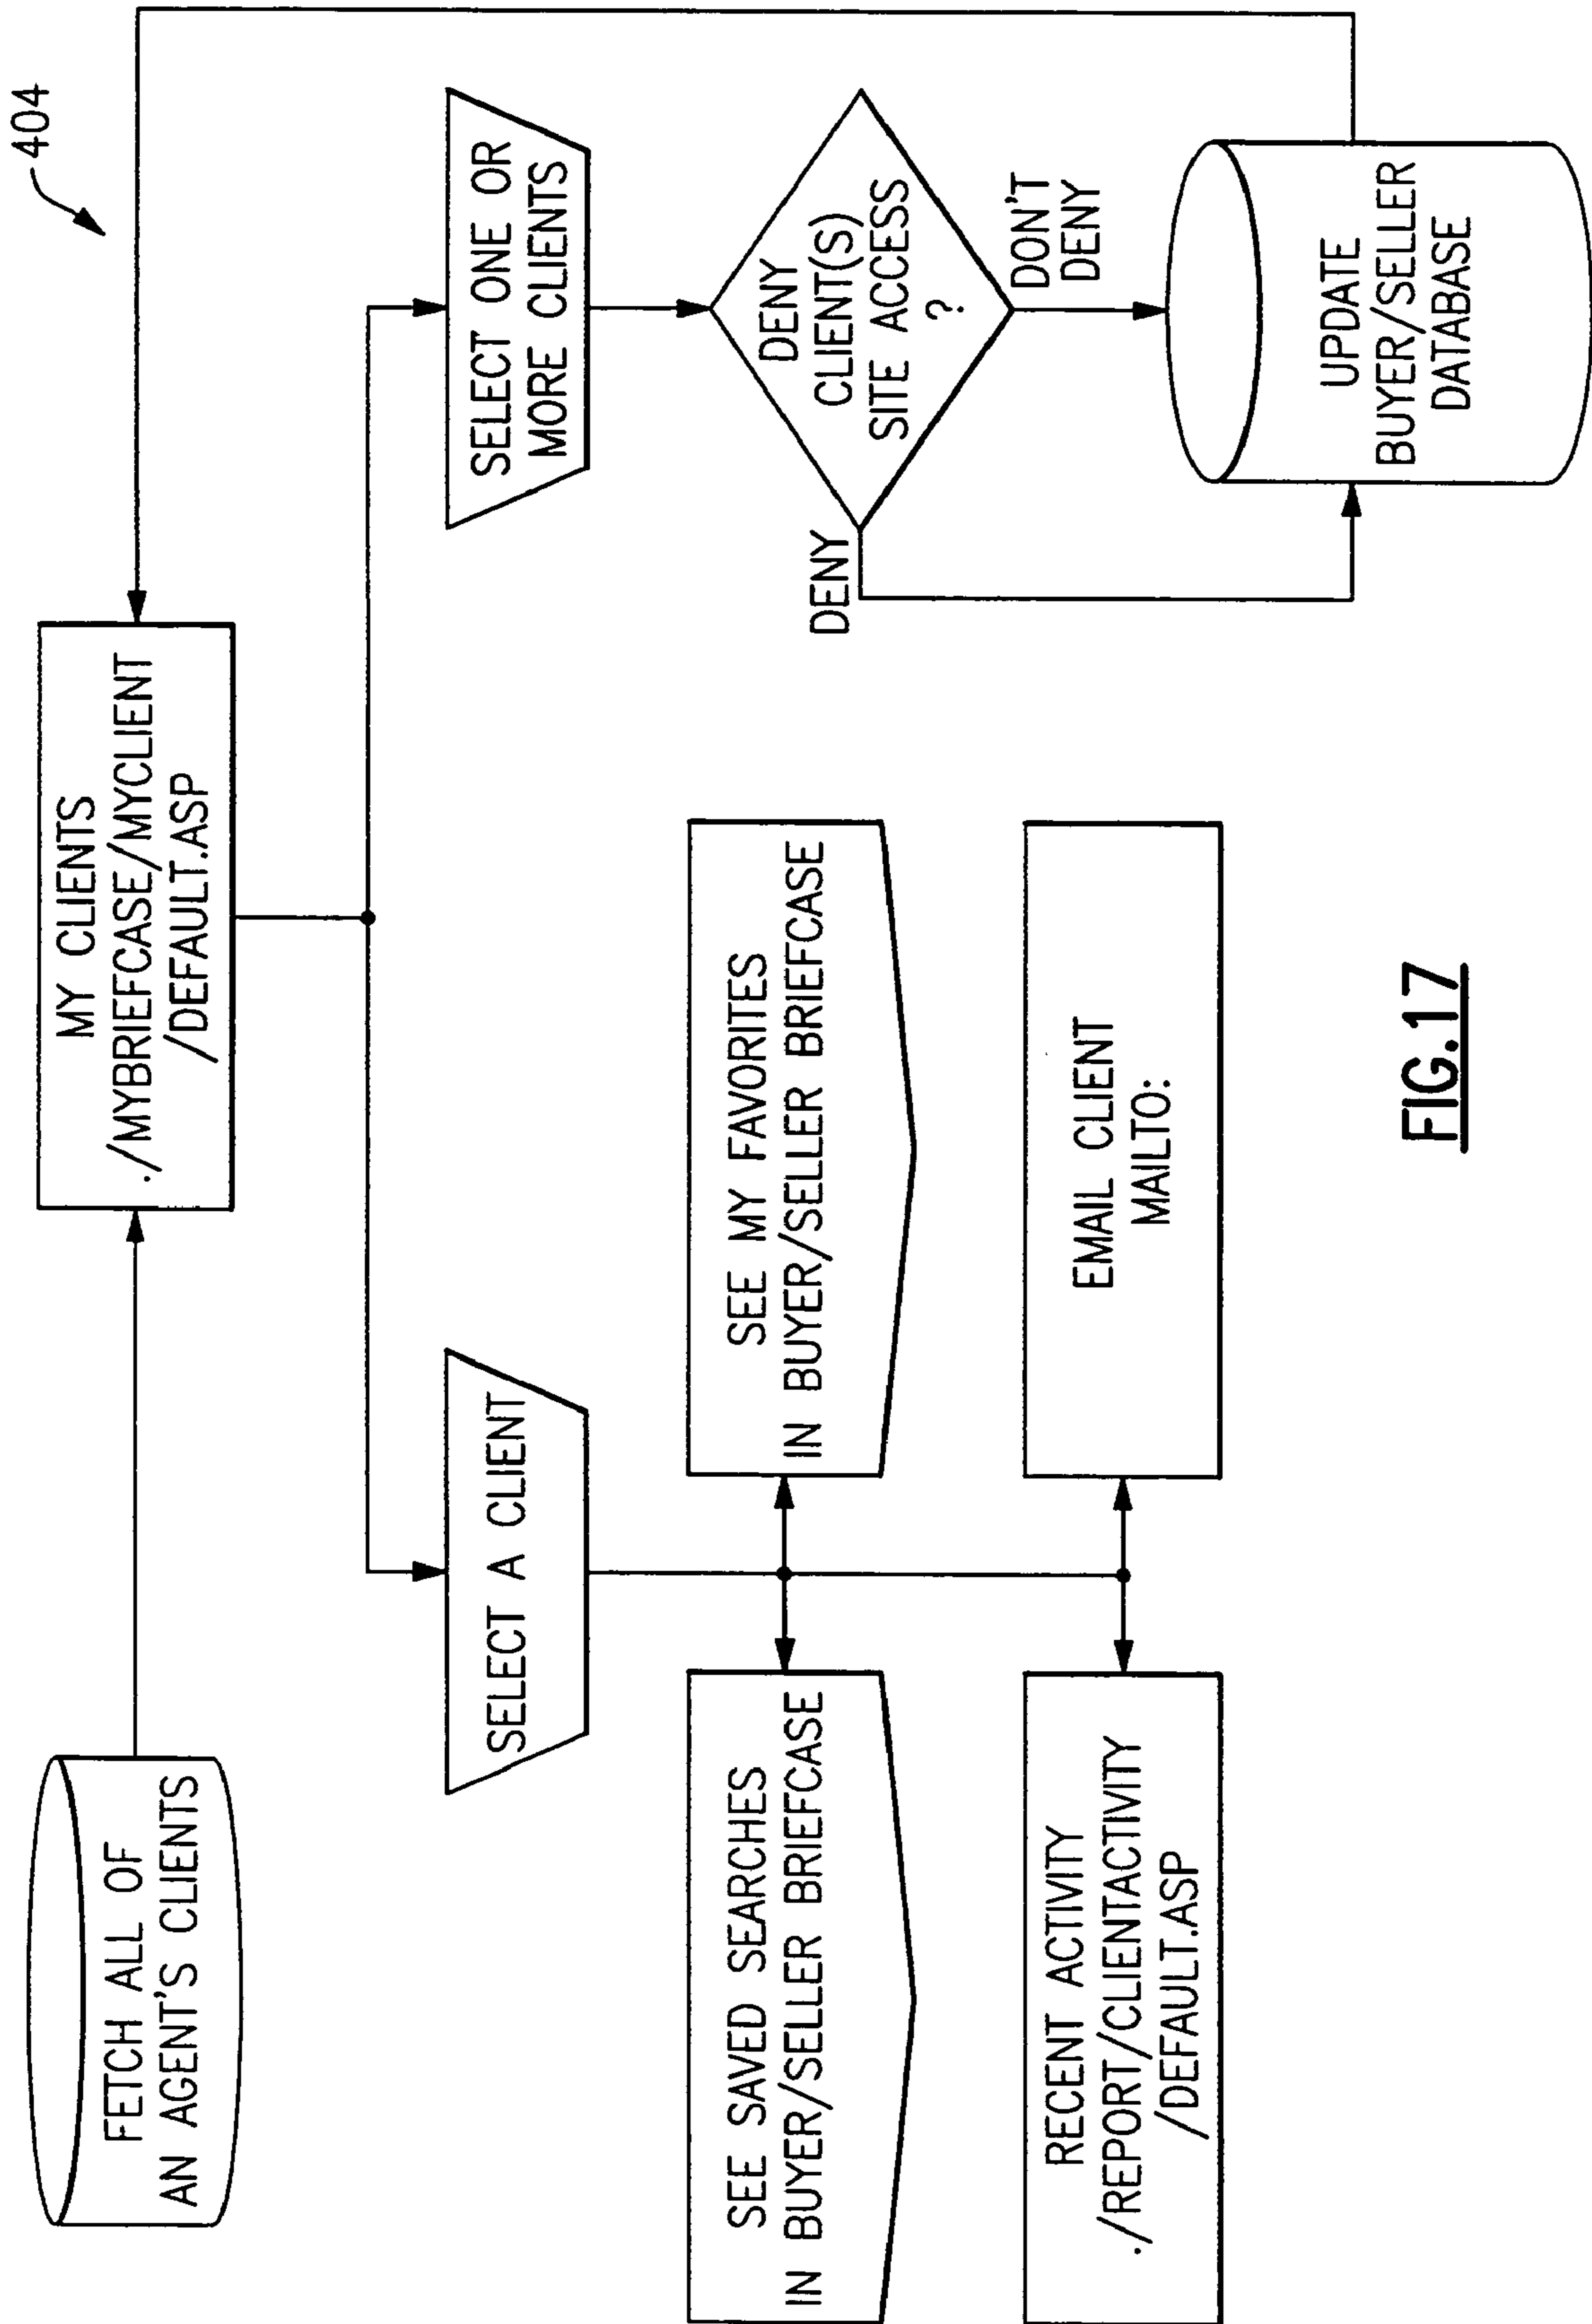 404
FETCH ALL OF
AN AGENT'S CLIENTS
MY CLIENTS
./MYBRIEFCASE/MYCLIENT
/DEFAULT.ASP
SELECT A CLIENT
SELECT ONE OR
MORE CLIENTS
SEE SAVED SEARCHES
IN BUYER/SELLER BRIEFCASE
SEE MY FAVORITES
IN BUYER/SELLER BRIEFCASE
DENY
DENY
CLIENT(S)
SITE ACCESS
?
DON'T
DENY
RECENT ACTIVITY
./REPORT/CLIENTACTIVITY
/DEFAULT.ASP
EMAIL CLIENT
MAILTO:
UPDATE
BUYER/SELLER
DATABASE
FIG.17